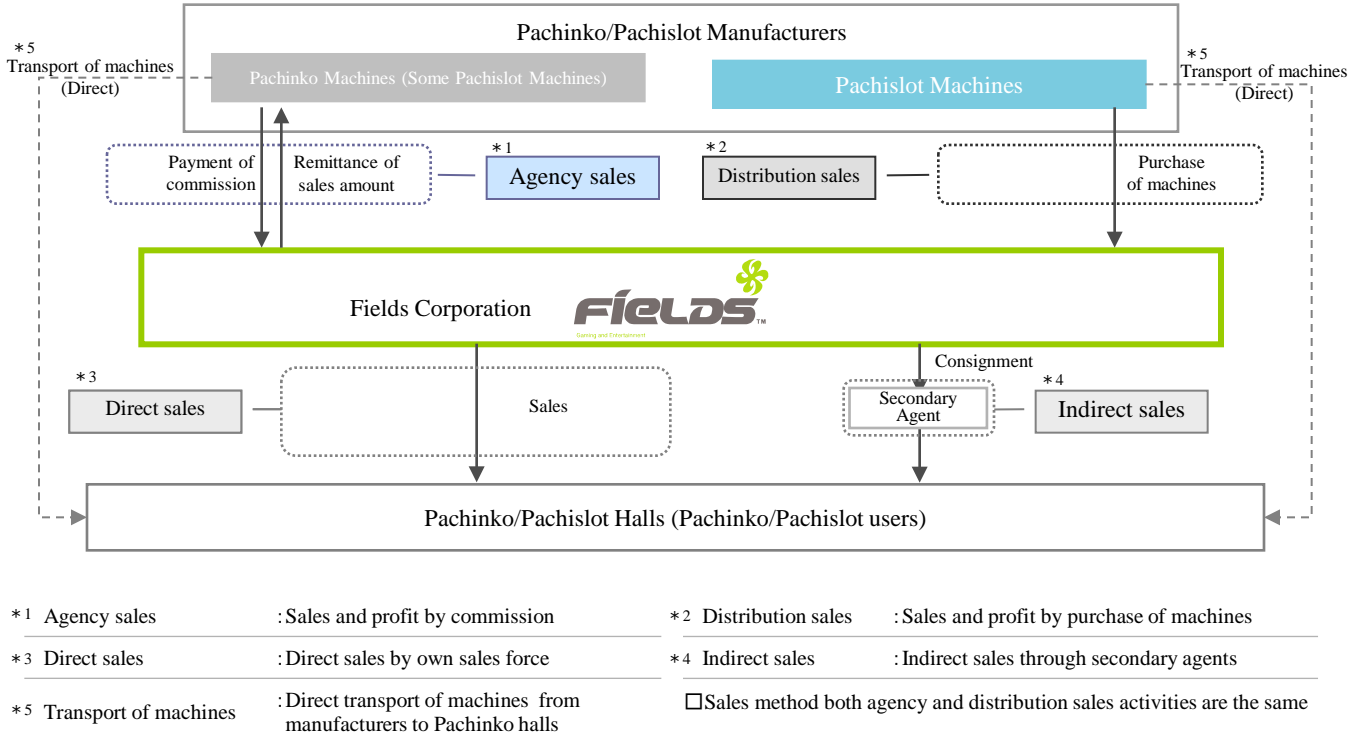 Pachinko/Pachislot Manufacturers
*5
Transport of machines
(Direct)
Pachinko Machines (Some Pachislot Machines)
Pachislot Machines
*5
Transport of machines
(Direct)
Payment of
commission
Remittance of
sales amount
*1
Agency sales
*2
Distribution sales
Purchase
of machines
Fields Corporation
FIELDS TM
Gaming and Entertainment
Consignment
*3
Direct sales
Sales
Secondary
Agent
*4
Indirect sales
Pachinko/Pachislot Halls (Pachinko/Pachislot users)
*1 Agency sales :Sales and profit by commission
*2 Distribution sales :Sales and profit by purchase of machines
*3 Direct sales :Direct sales by own sales force
*4 Indirect sales :Indirect sales through secondary agents
*5 Transport of machines :Direct transport of machines from
manufacturers to Pachinko halls
□Sales method both agency and distribution sales activities are the same